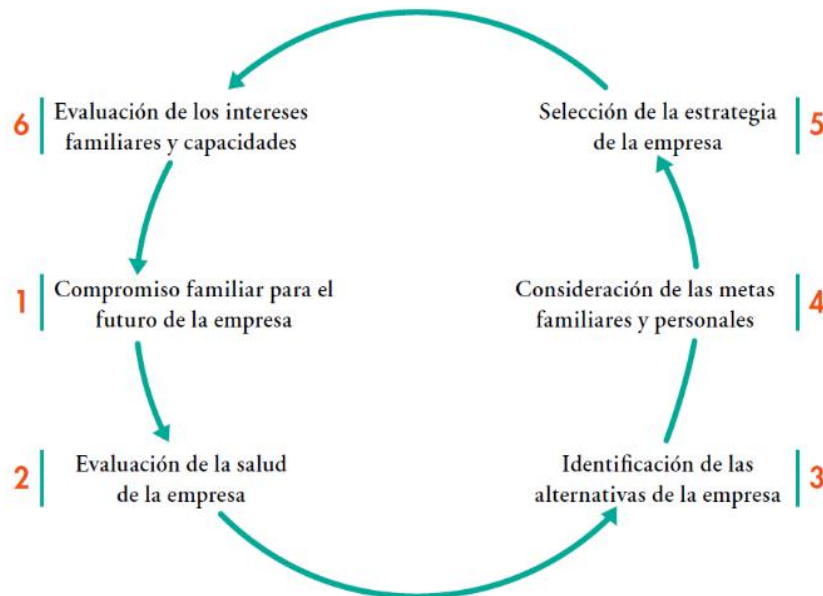 6
Evaluación de los intereses
familiares y capacidades
Selección de la estrategia
de la empresa
5
1
Compromiso familiar para el
futuro de la empresa
Consideración de las metas
familiares y personales
4
2
Evaluación de la salud
de la empresa
Identificación de las
alternativas de la empresa
3